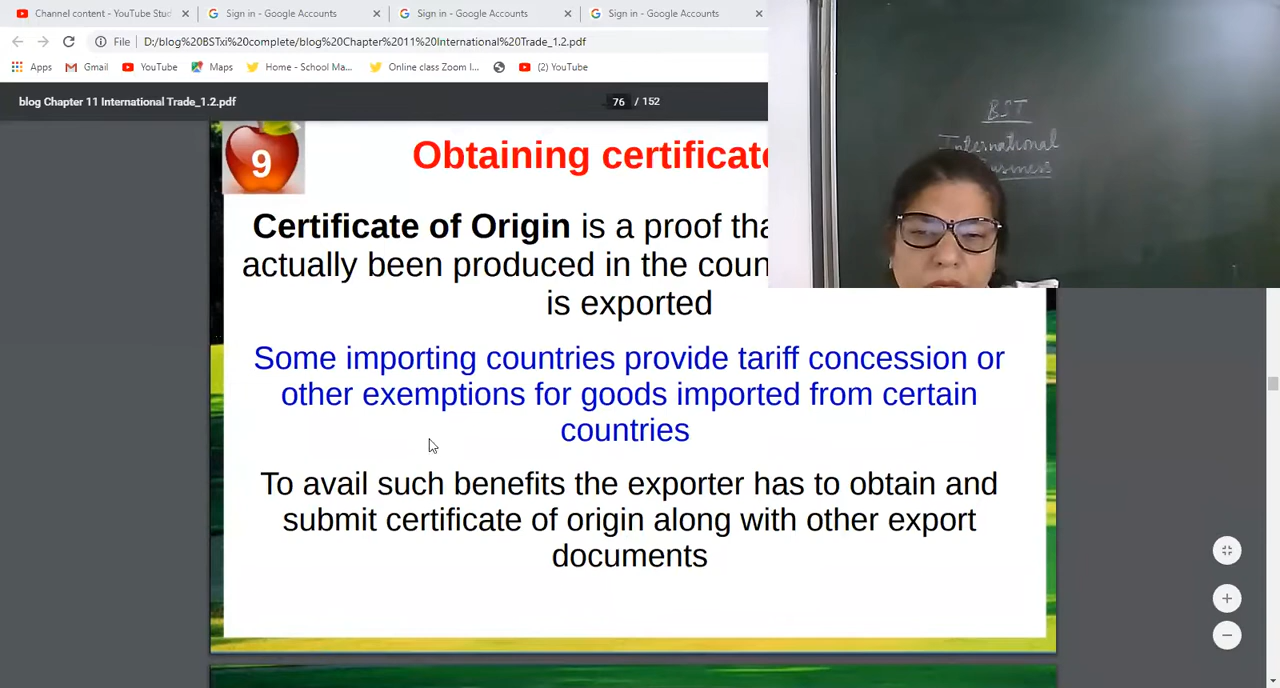 Channel content - YouTube Stud
Sign in - Google Accounts
Sign in - Google Accounts
Sign in - Google Accounts
File
D:/blog%20BSTxi%20complete/blog%20Chapter%2011%20International%20Trade_1.2.pdf
Apps
Gmail
YouTube
Maps
Home - School Ma...
Online class Zoom l...
(2) YouTube
blog Chapter 11 International Trade_1.2.pdf
76 / 152
9
Obtaining certificate
Certificate of Origin is a proof tha
actually been produced in the coun
is exported
Some importing countries provide tariff concession or
other exemptions for goods imported from certain
countries
To avail such benefits the exporter has to obtain and
submit certificate of origin along with other export
documents
BST
International
Business